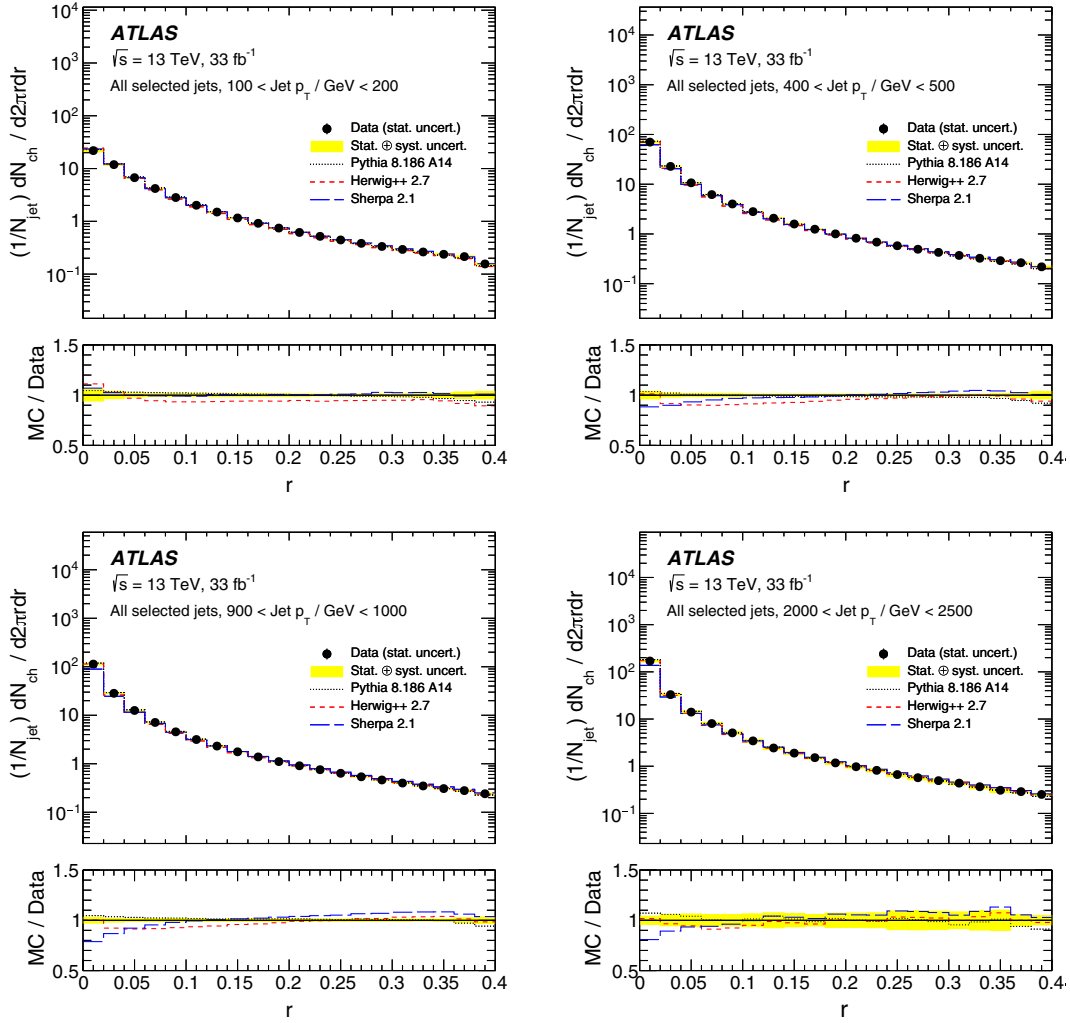 ATLAS
√s = 13 TeV, 33 fb⁻¹
All selected jets, 100 < Jet p_T / GeV < 200
Data (stat. uncert.)
Stat. ⊕ syst. uncert.
Pythia 8.186 A14
Herwig++ 2.7
Sherpa 2.1
(1/N_jet) dN_ch / d2πrdr
10⁴
10³
10²
10
1
10⁻¹
MC / Data
1.5
1
0.5
0 0.05 0.1 0.15 0.2 0.25 0.3 0.35 0.4
r
ATLAS
√s = 13 TeV, 33 fb⁻¹
All selected jets, 400 < Jet p_T / GeV < 500
Data (stat. uncert.)
Stat. ⊕ syst. uncert.
Pythia 8.186 A14
Herwig++ 2.7
Sherpa 2.1
(1/N_jet) dN_ch / d2πrdr
10⁴
10³
10²
10
1
10⁻¹
MC / Data
1.5
1
0.5
0 0.05 0.1 0.15 0.2 0.25 0.3 0.35 0.4
r
ATLAS
√s = 13 TeV, 33 fb⁻¹
All selected jets, 900 < Jet p_T / GeV < 1000
Data (stat. uncert.)
Stat. ⊕ syst. uncert.
Pythia 8.186 A14
Herwig++ 2.7
Sherpa 2.1
(1/N_jet) dN_ch / d2πrdr
10⁴
10³
10²
10
1
10⁻¹
MC / Data
1.5
1
0.5
0 0.05 0.1 0.15 0.2 0.25 0.3 0.35 0.4
r
ATLAS
√s = 13 TeV, 33 fb⁻¹
All selected jets, 2000 < Jet p_T / GeV < 2500
Data (stat. uncert.)
Stat. ⊕ syst. uncert.
Pythia 8.186 A14
Herwig++ 2.7
Sherpa 2.1
(1/N_jet) dN_ch / d2πrdr
10⁴
10³
10²
10
1
10⁻¹
MC / Data
1.5
1
0.5
0 0.05 0.1 0.15 0.2 0.25 0.3 0.35 0.4
r